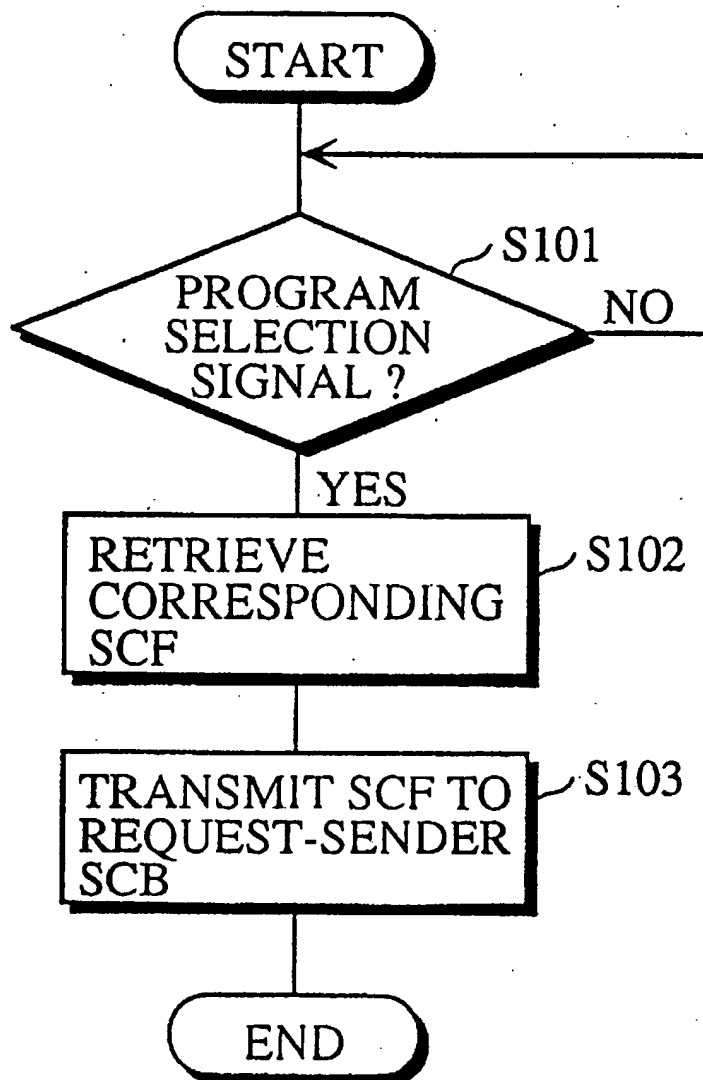 START
S101
PROGRAM
SELECTION
SIGNAL ?
NO
YES
RETRIEVE
CORRESPONDING
SCF
S102
TRANSMIT SCF TO
REQUEST-SENDER
SCB
S103
END